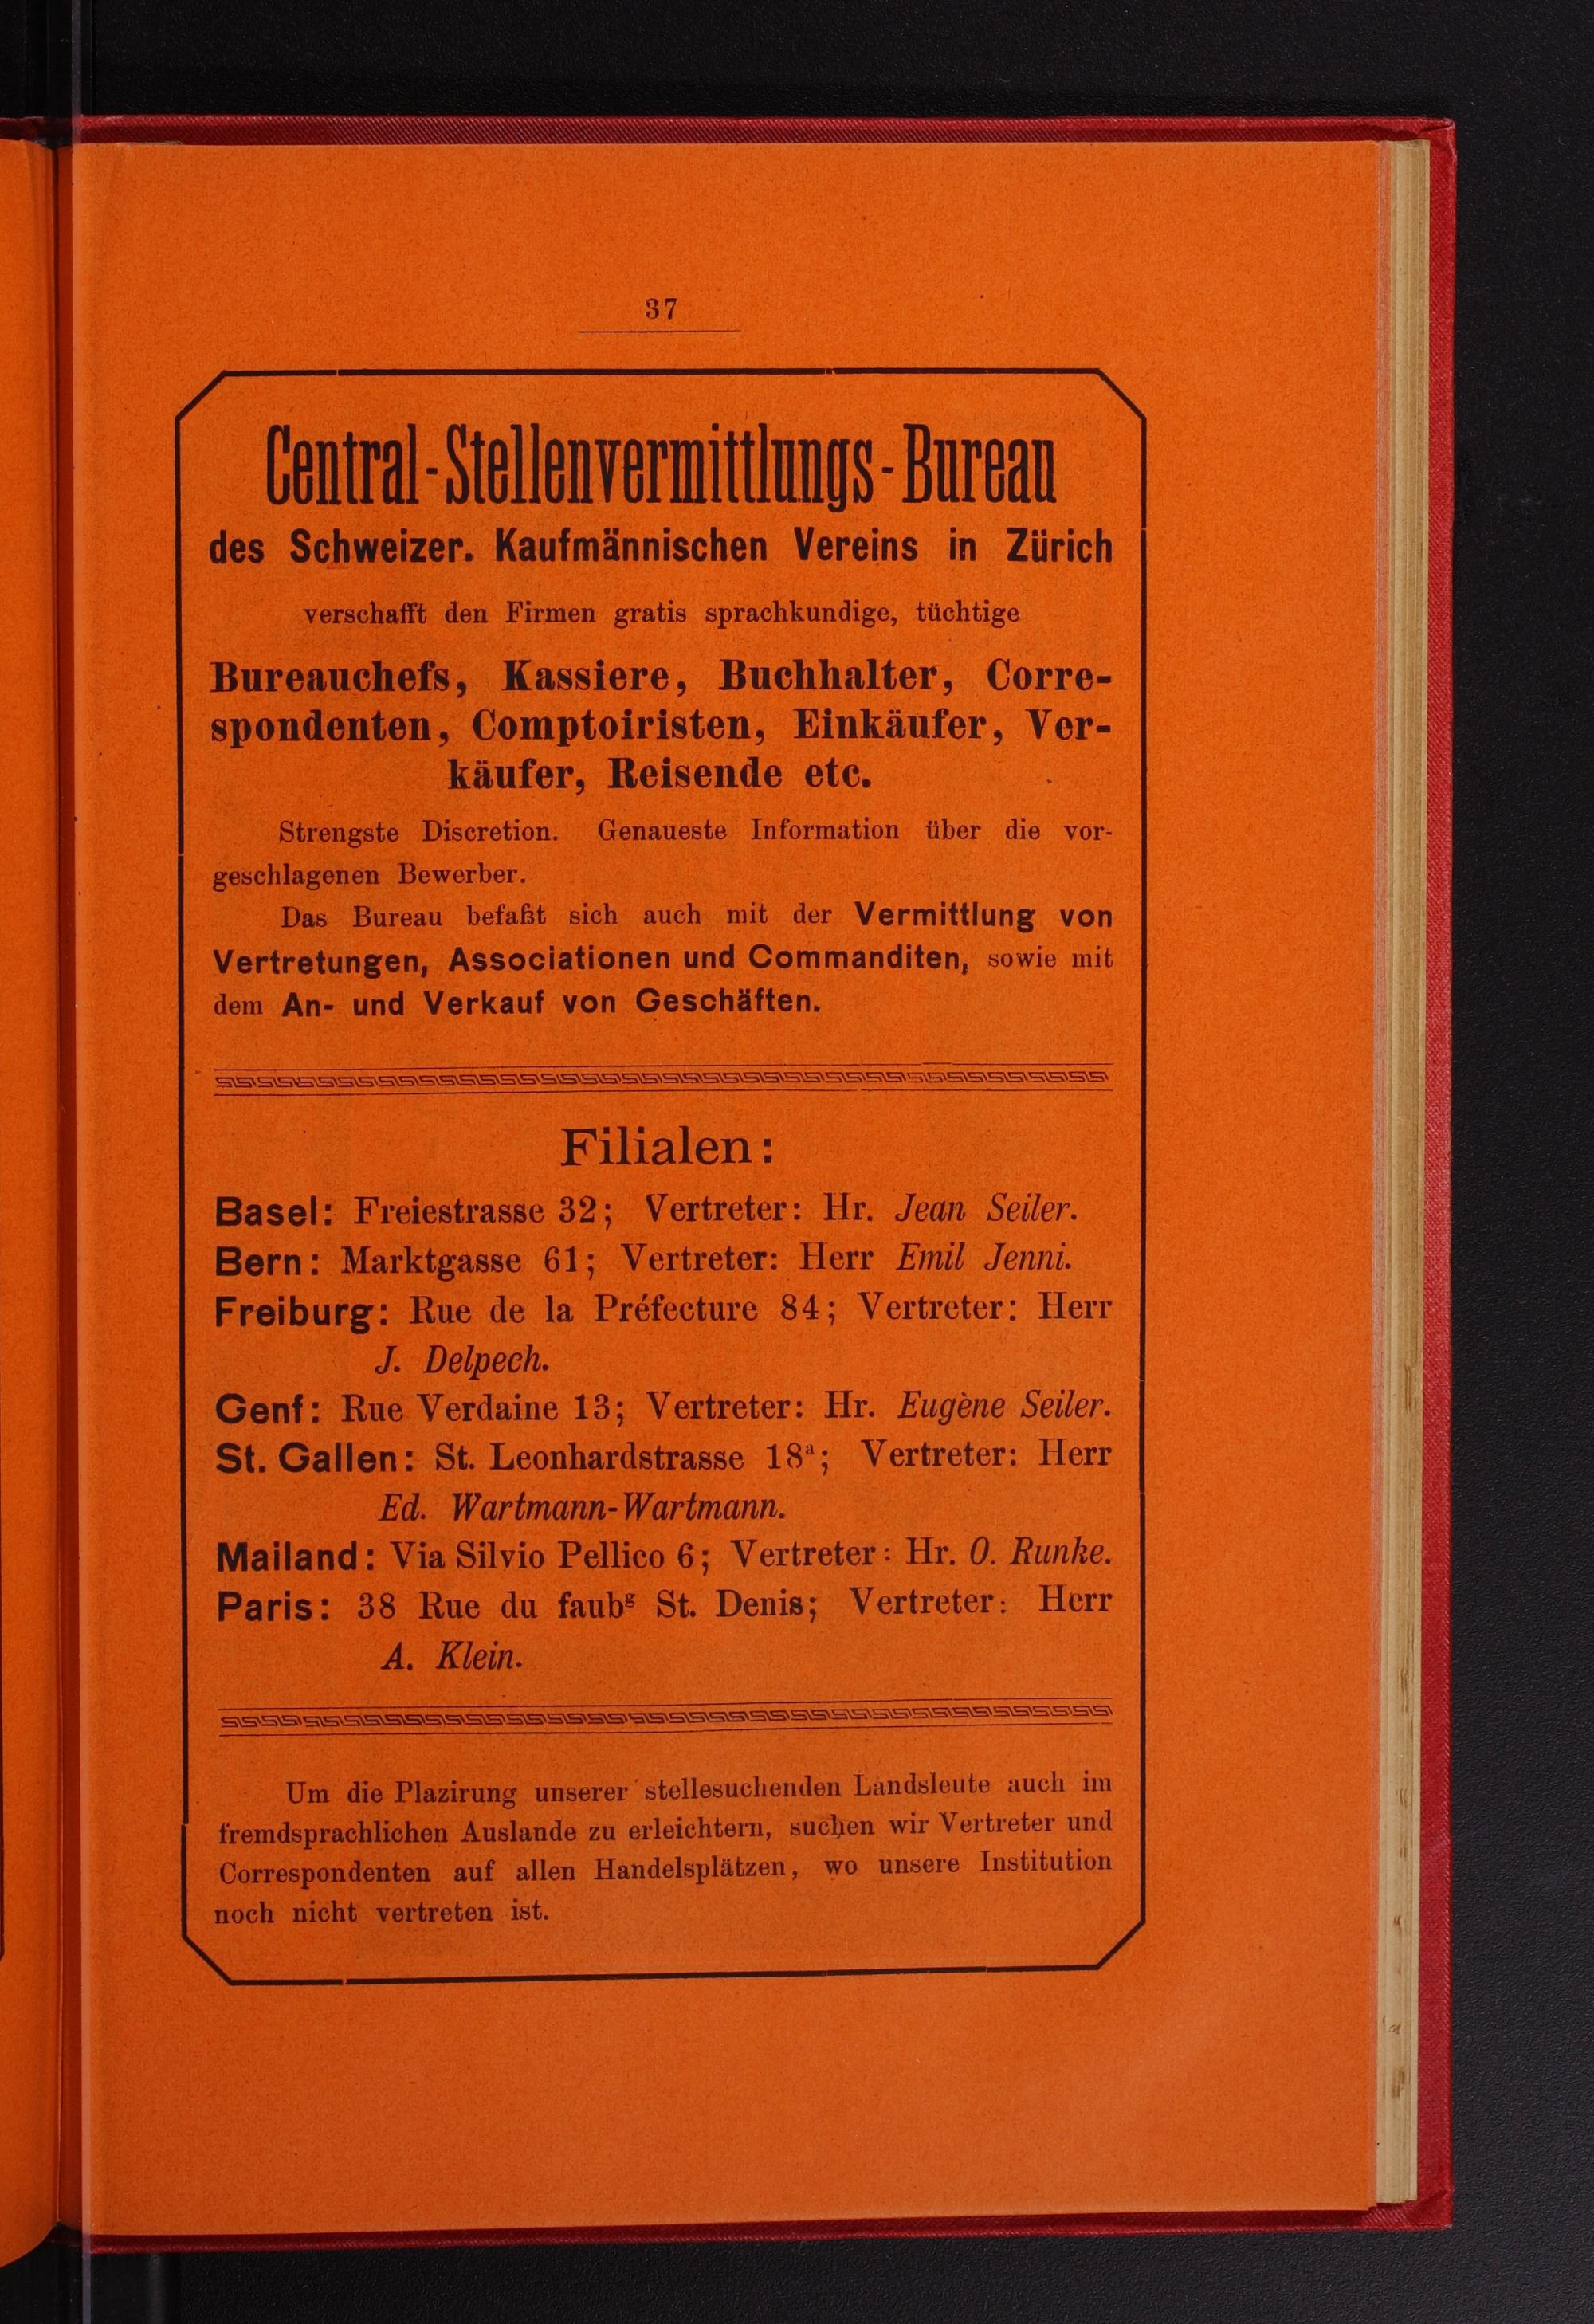 37
Central-Stellenvermittlungs-Bureau
des Schweizer. Kaufmännischen Vereins in Zürich
verschafft den Firmen gratis sprachkundige, tüchtige
Bureauchefs, Kassiere, Buchhalter, Corre-
spondenten, Comptoiristen, Einkäufer, Ver-
käufer, Reisende etc.
Strengste Discretion. Genaueste Information über die vor-
geschlagenen Bewerber.
Das Bureau befaßt sich auch mit der Vermittlung von
Vertretungen, Associationen und Commanditen, sowie mit
dem An- und Verkauf von Geschäften.
Filialen:
Basel: Freiestrasse 32; Vertreter: Hr. Jean Seiler.
Bern: Marktgasse 61; Vertreter: Herr Emil Jenni.
Freiburg: Rue de la Préfecture 84; Vertreter: Herr
J. Delpech.
Genf: Rue Verdaine 13; Vertreter: Hr. Eugène Seiler.
St. Gallen: St. Leonhardstrasse 18ª; Vertreter: Herr
Ed. Wartmann-Wartmann.
Mailand: Via Silvio Pellico 6; Vertreter: Hr. O. Runke.
Paris: 38 Rue du faubᵍ St. Denis; Vertreter: Herr
A. Klein.
Um die Plazirung unserer stellesuchenden Landsleute auch im
fremdsprachlichen Auslande zu erleichtern, suchen wir Vertreter und
Correspondenten auf allen Handelsplätzen, wo unsere Institution
noch nicht vertreten ist.